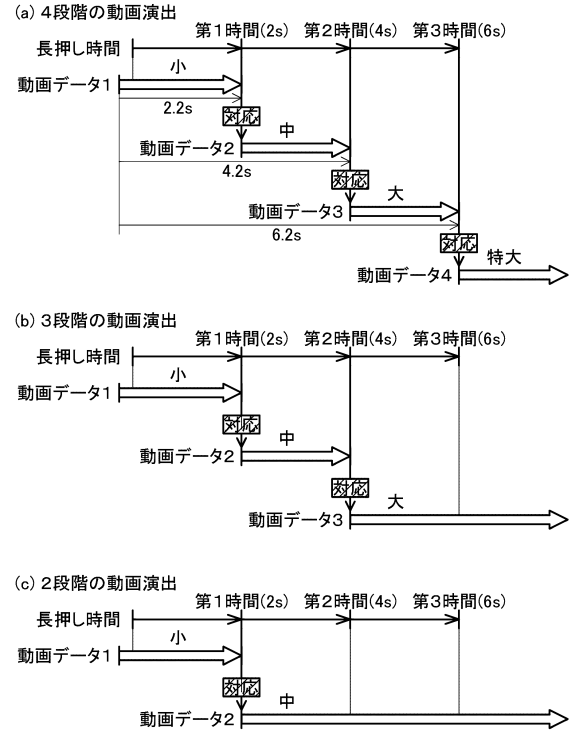 (a) 4段階の動画演出
第1時間(2s) 第2時間(4s) 第3時間(6s)
長押し時間
小
動画データ1
2.2s
対応
中
動画データ2
4.2s
対応
大
動画データ3
6.2s
対応
特大
動画データ4
(b) 3段階の動画演出
第1時間(2s) 第2時間(4s) 第3時間(6s)
長押し時間
小
動画データ1
対応
中
動画データ2
対応
大
動画データ3
(c) 2段階の動画演出
第1時間(2s) 第2時間(4s) 第3時間(6s)
長押し時間
小
動画データ1
対応
中
動画データ2